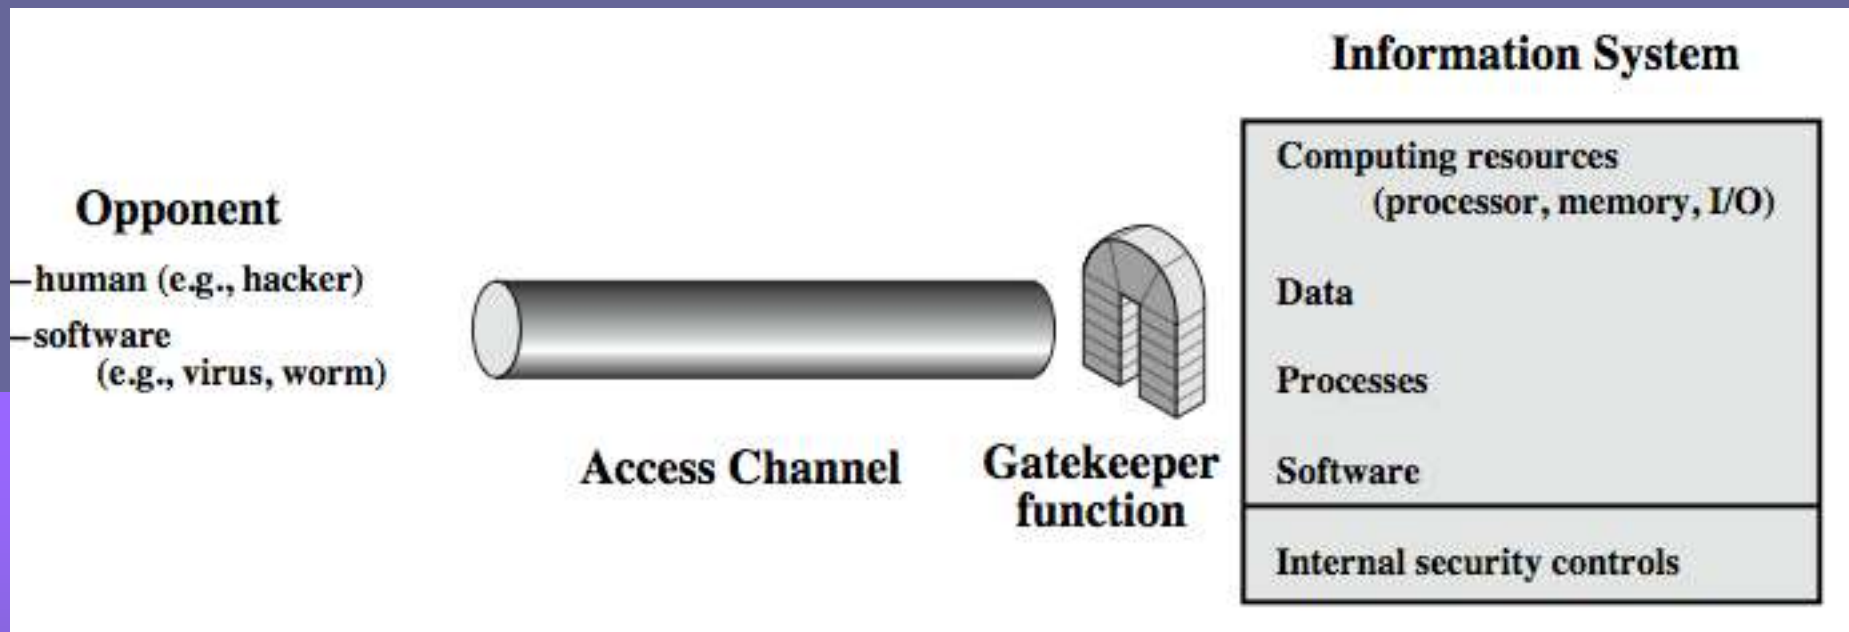 Information System
Opponent
–human (e.g., hacker)
–software
(e.g., virus, worm)
Access Channel
Gatekeeper
function
Computing resources
(processor, memory, I/O)
Data
Processes
Software
Internal security controls